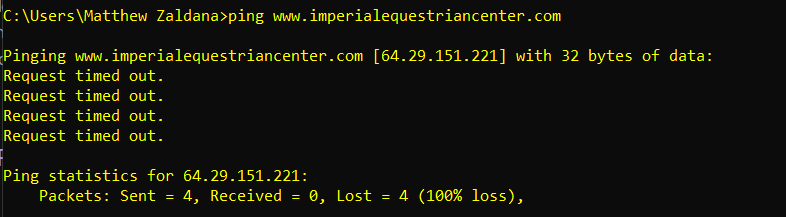 C:\Users\Matthew Zaldana>ping www.imperialequestriancenter.com
Pinging www.imperialequestriancenter.com [64.29.151.221] with 32 bytes of data:
Request timed out.
Request timed out.
Request timed out.
Request timed out.
Ping statistics for 64.29.151.221:
    Packets: Sent = 4, Received = 0, Lost = 4 (100% loss),